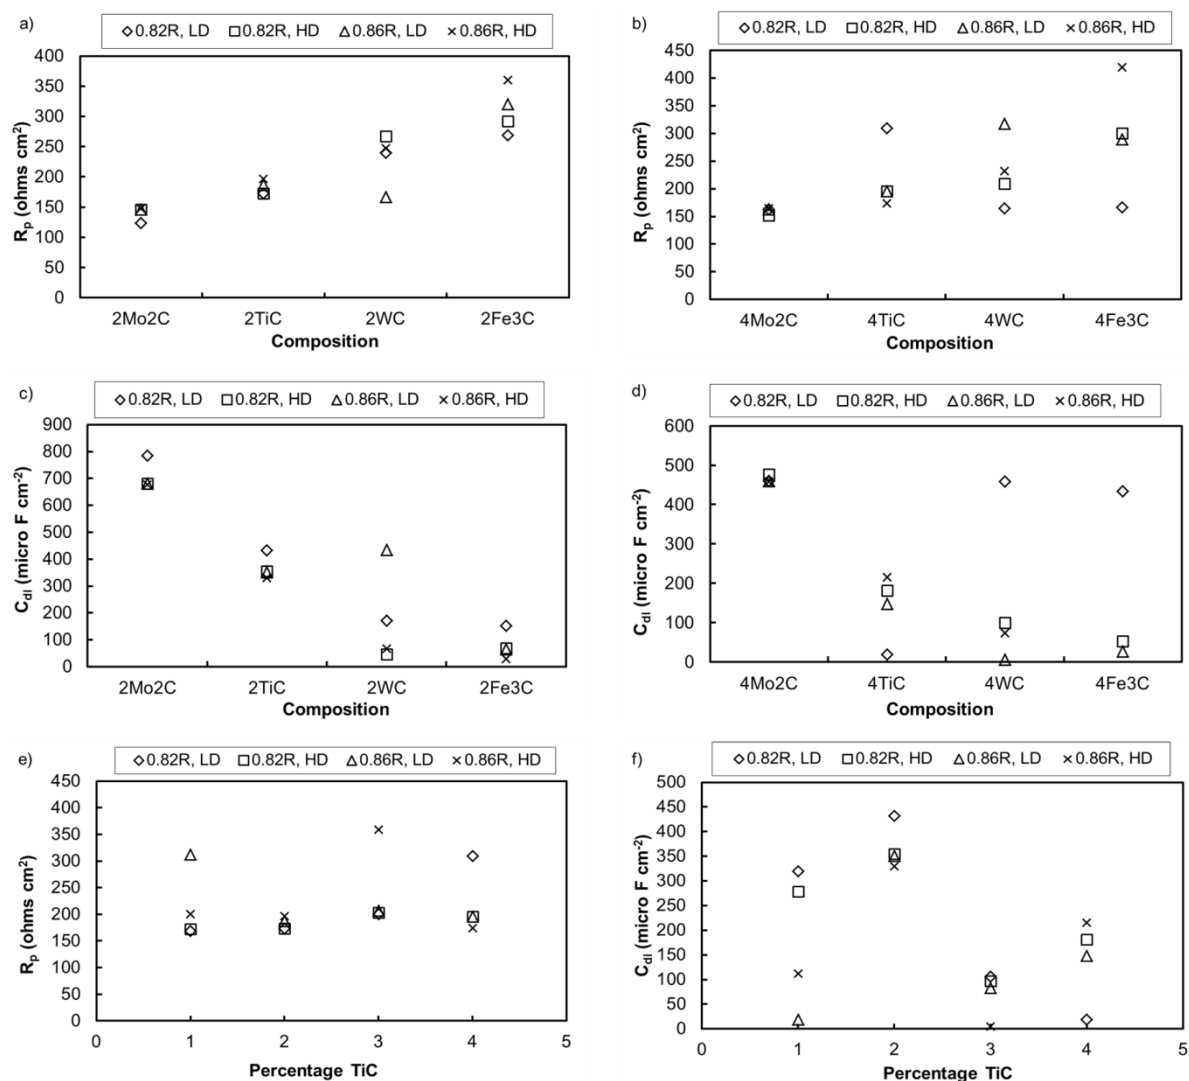 a) ◇0.82R, LD □0.82R, HD △0.86R, LD ×0.86R, HD
R_p (ohms cm²)
400
350
300
250
200
150
100
50
0
2Mo2C 2TiC 2WC 2Fe3C
Composition
b) ◇0.82R, LD □0.82R, HD △0.86R, LD ×0.86R, HD
R_p (ohms cm²)
450
400
350
300
250
200
150
100
50
0
4Mo2C 4TiC 4WC 4Fe3C
Composition
c) ◇0.82R, LD □0.82R, HD △0.86R, LD ×0.86R, HD
C_dl (micro F cm⁻²)
900
800
700
600
500
400
300
200
100
0
2Mo2C 2TiC 2WC 2Fe3C
Composition
d) ◇0.82R, LD □0.82R, HD △0.86R, LD ×0.86R, HD
C_dl (micro F cm⁻²)
600
500
400
300
200
100
0
4Mo2C 4TiC 4WC 4Fe3C
Composition
e) ◇0.82R, LD □0.82R, HD △0.86R, LD ×0.86R, HD
R_p (ohms cm²)
450
400
350
300
250
200
150
100
50
0
0 1 2 3 4 5
Percentage TiC
f) ◇0.82R, LD □0.82R, HD △0.86R, LD ×0.86R, HD
C_dl (micro F cm⁻²)
500
450
400
350
300
250
200
150
100
50
0
0 1 2 3 4 5
Percentage TiC